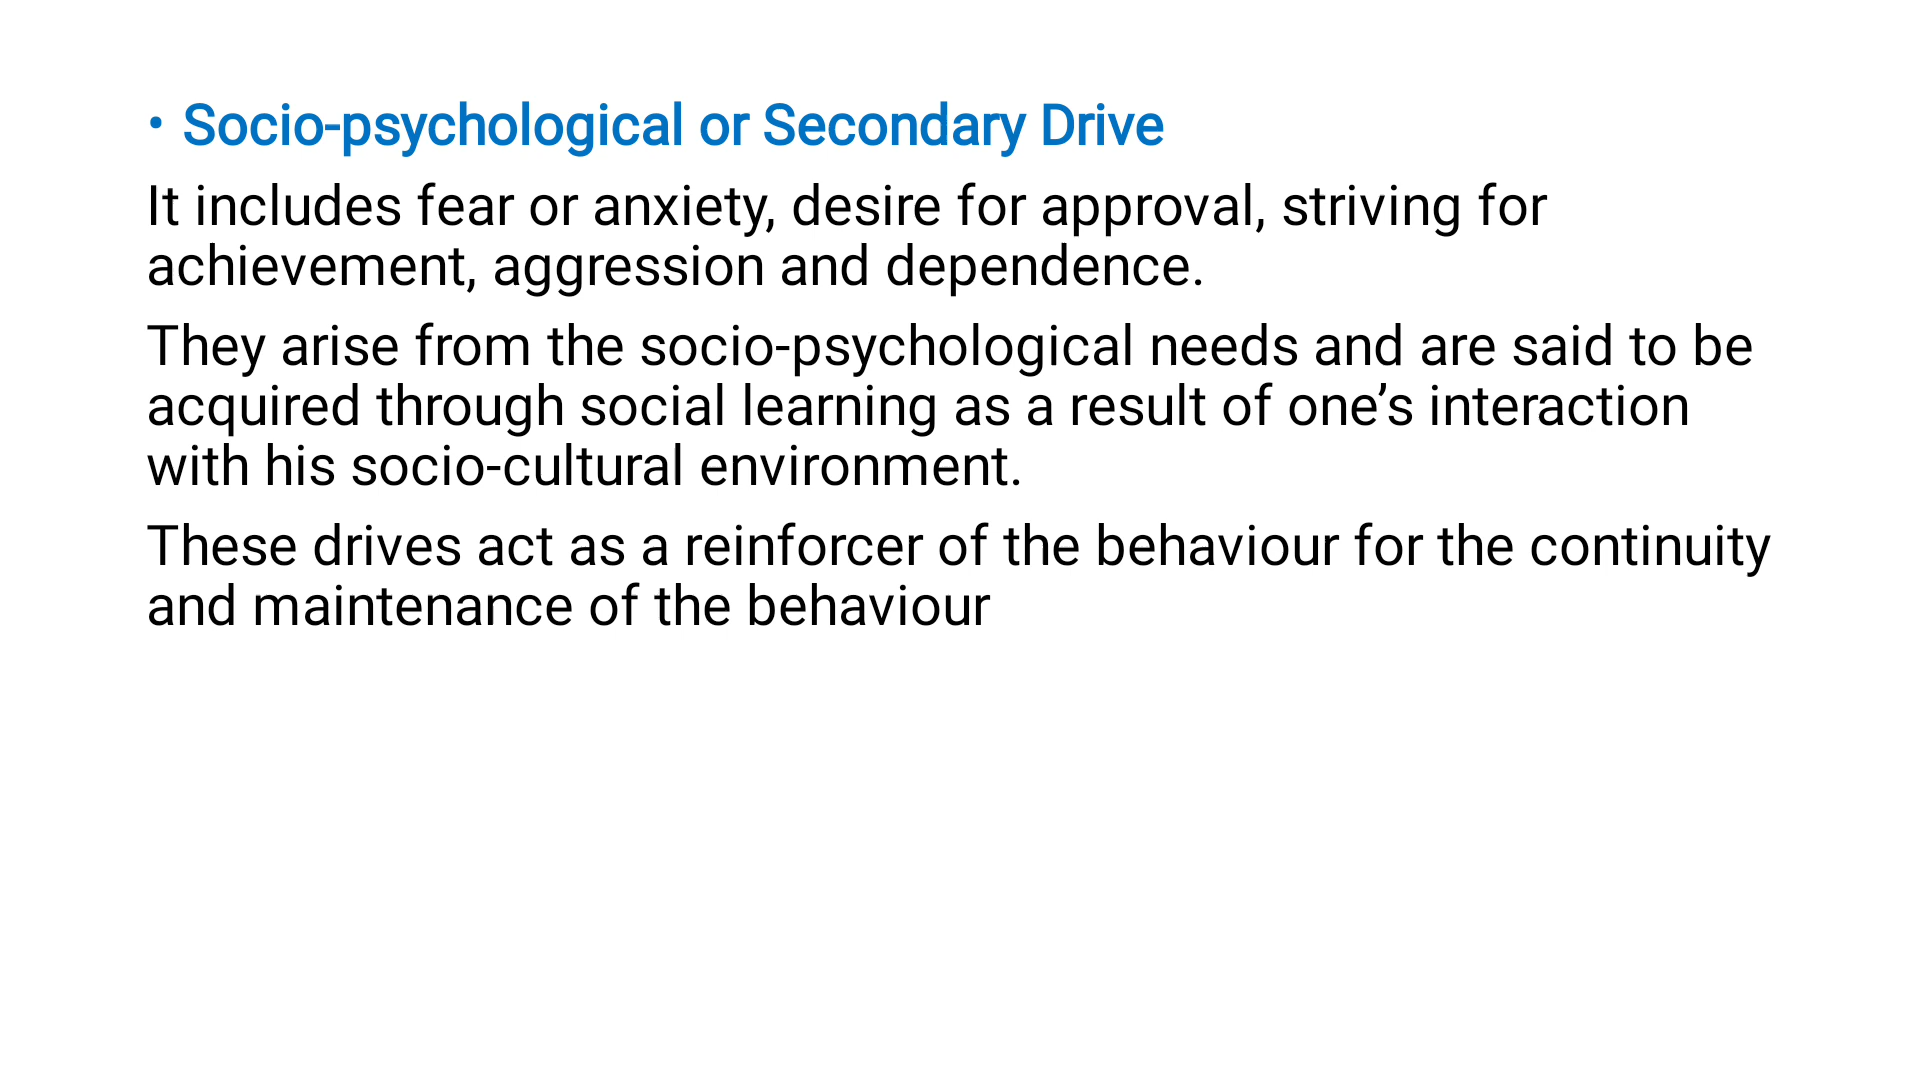 • Socio-psychological or Secondary Drive
It includes fear or anxiety, desire for approval, striving for
achievement, aggression and dependence.
They arise from the socio-psychological needs and are said to be
acquired through social learning as a result of one’s interaction
with his socio-cultural environment.
These drives act as a reinforcer of the behaviour for the continuity
and maintenance of the behaviour